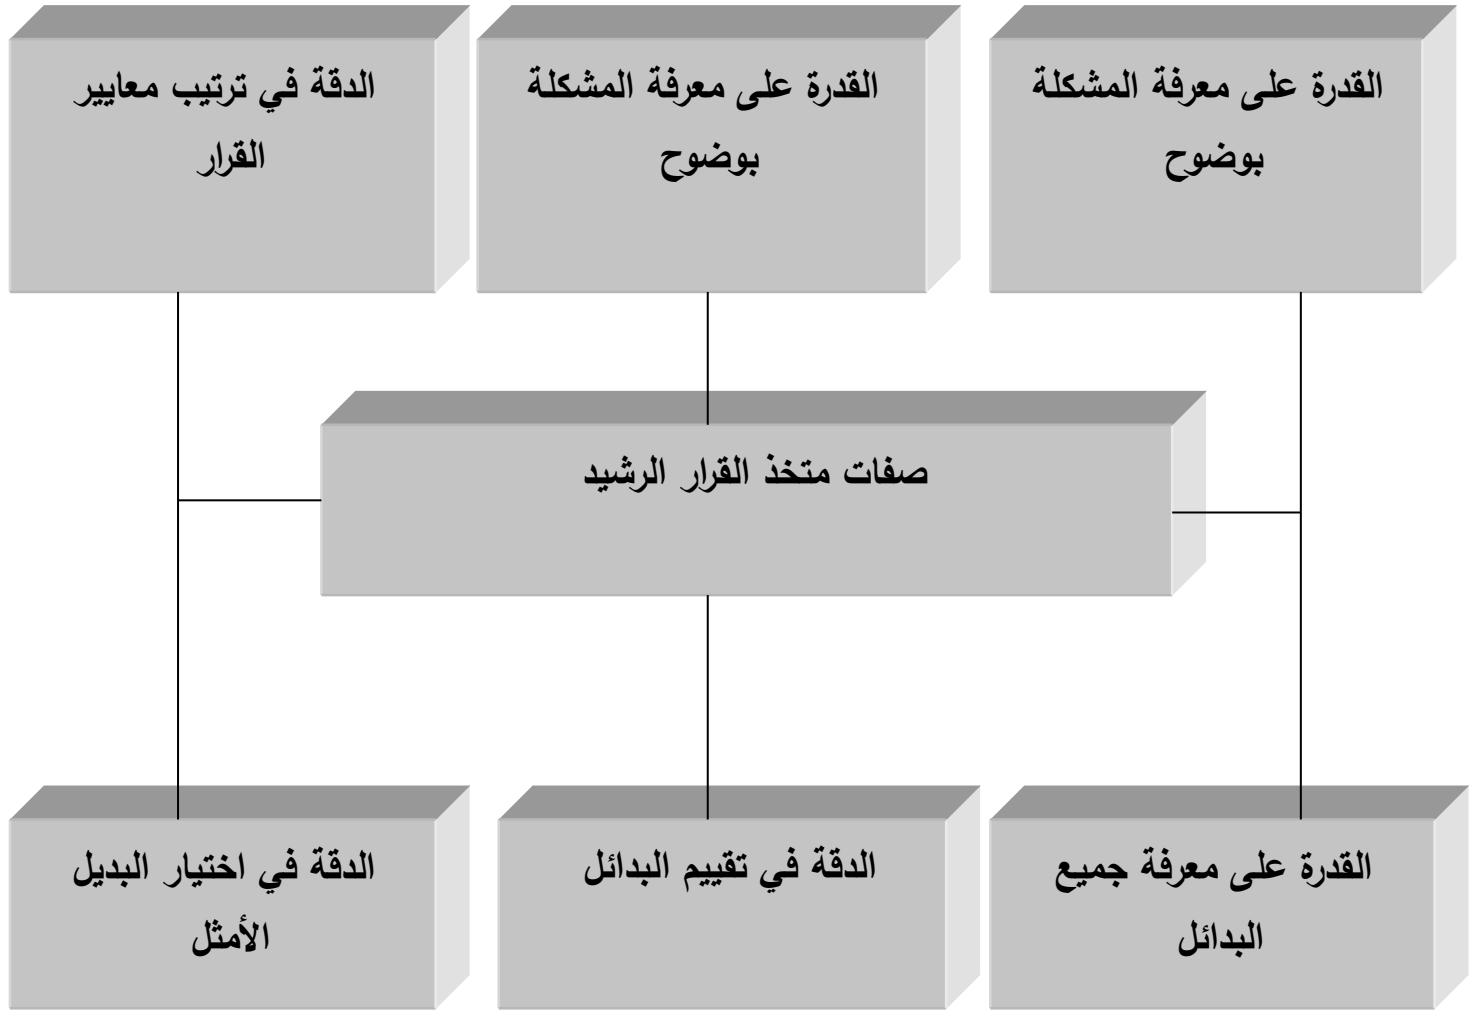 القدرة على معرفة المشكلة
بوضوح
القدرة على معرفة المشكلة
بوضوح
الدقة في ترتيب معايير
القرار
صفات متخذ القرار الرشيد
القدرة على معرفة جميع
البدائل
الدقة في تقييم البدائل
الدقة في اختيار البديل
الأمثل